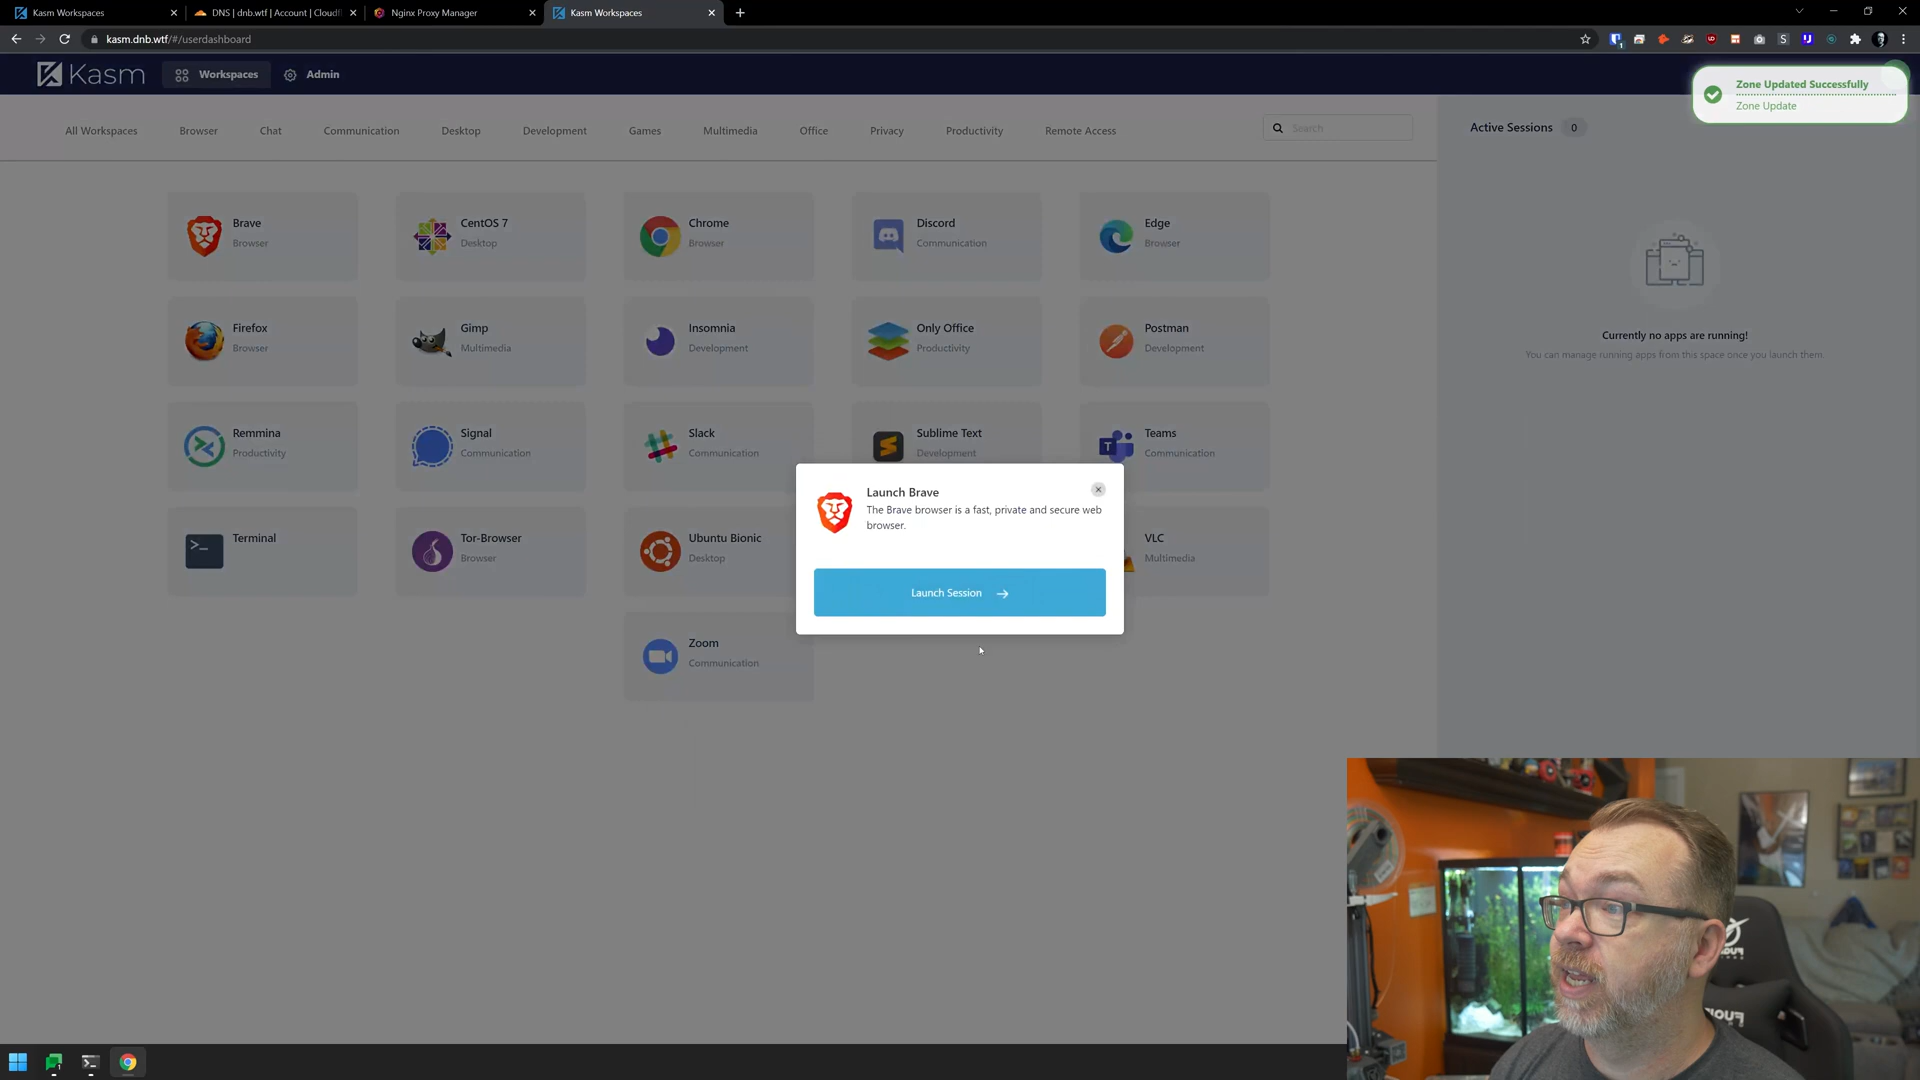 Kasm Workspaces
DNS | dnb.wtf | Account | Cloudf
Nginx Proxy Manager
Kasm Workspaces
kasm.dnb.wtf/#/userdashboard
Kasm
Workspaces
Admin
Zone Updated Successfully
Zone Update
All Workspaces
Browser
Chat
Communication
Desktop
Development
Games
Multimedia
Office
Privacy
Productivity
Remote Access
Search
Active Sessions 0
Brave
Browser
CentOS 7
Desktop
Chrome
Browser
Discord
Communication
Edge
Browser
Firefox
Browser
Gimp
Multimedia
Insomnia
Development
Only Office
Productivity
Postman
Development
Currently no apps are running!
You can manage running apps from this space once you launch them.
Remmina
Productivity
Signal
Communication
Slack
Communication
Sublime Text
Development
Teams
Communication
Launch Brave
The Brave browser is a fast, private and secure web
browser.
Launch Session
Terminal
Tor-Browser
Browser
Ubuntu Bionic
Desktop
VLC
Multimedia
Zoom
Communication